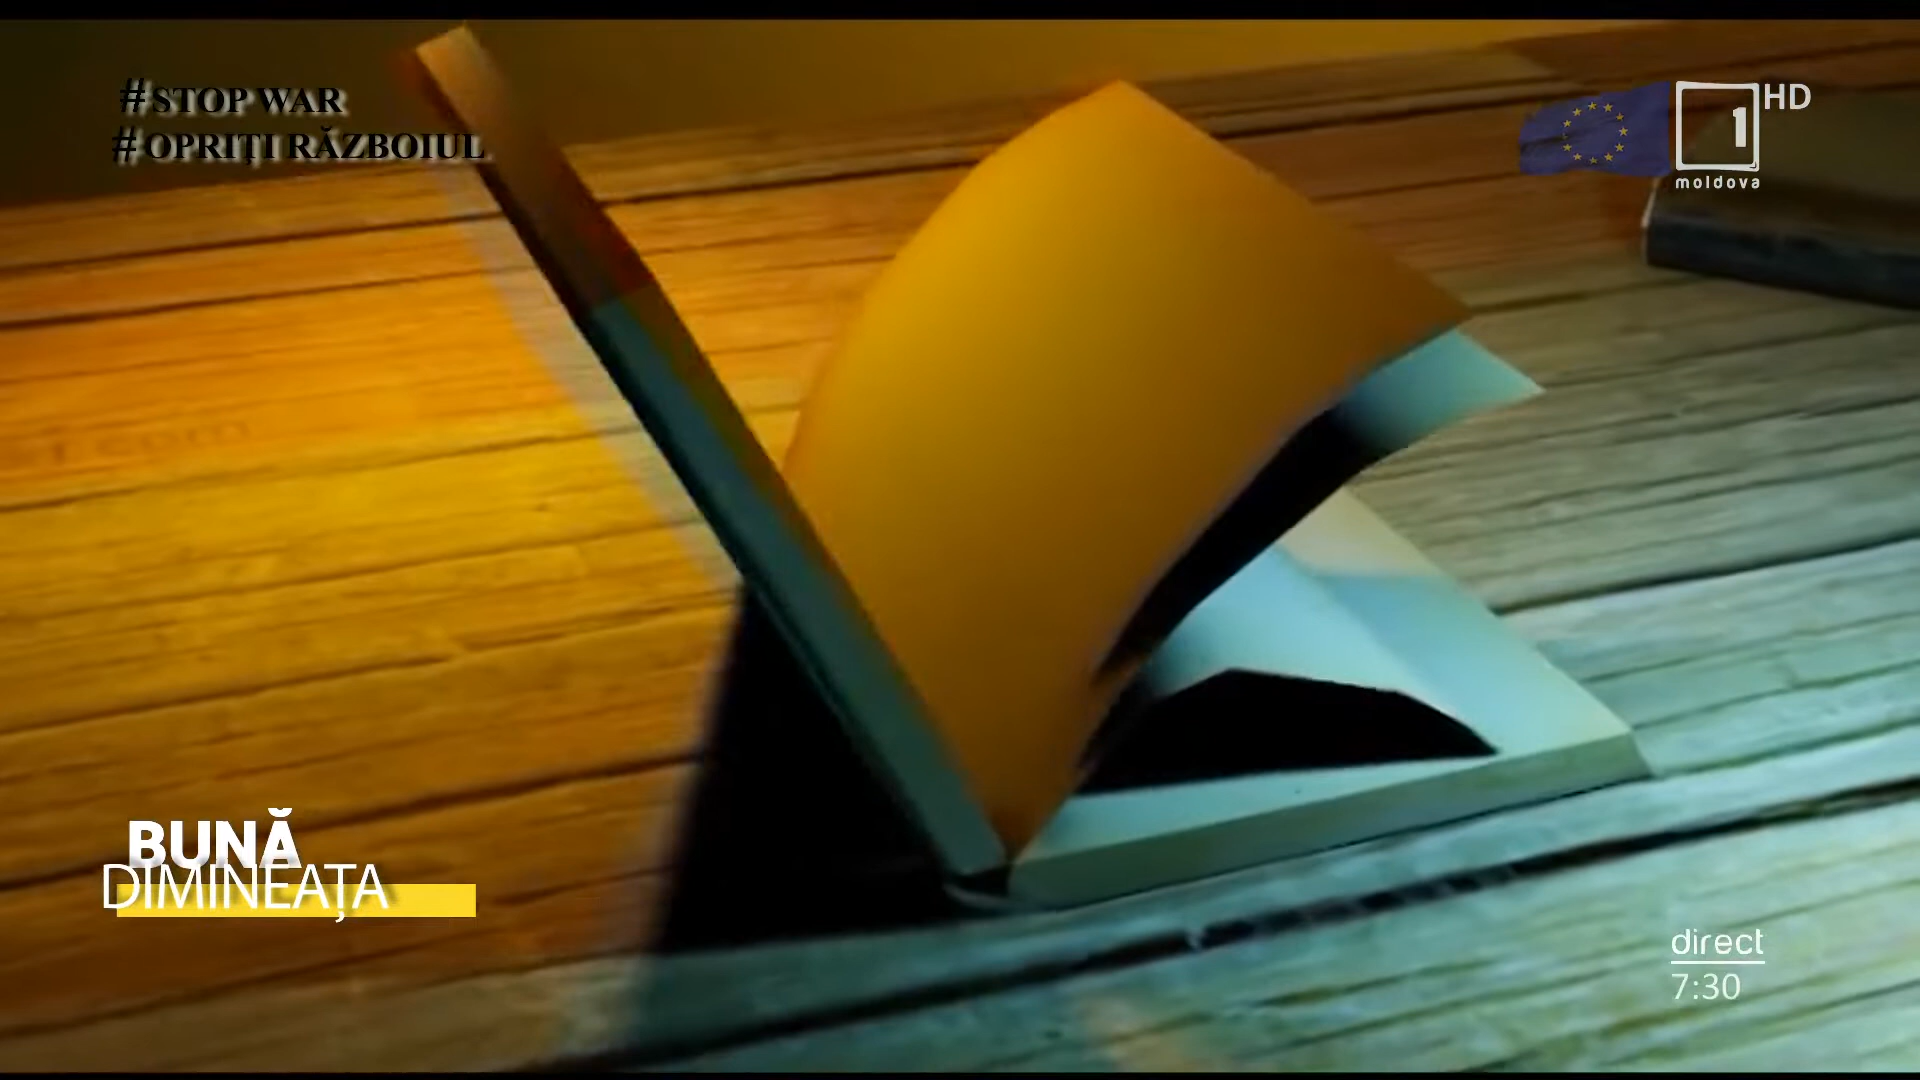 #STOP WAR
#OPRIȚI RĂZBOIUL
1 HD
moldova
BUNĂ
DIMINEAȚA
direct
7:30